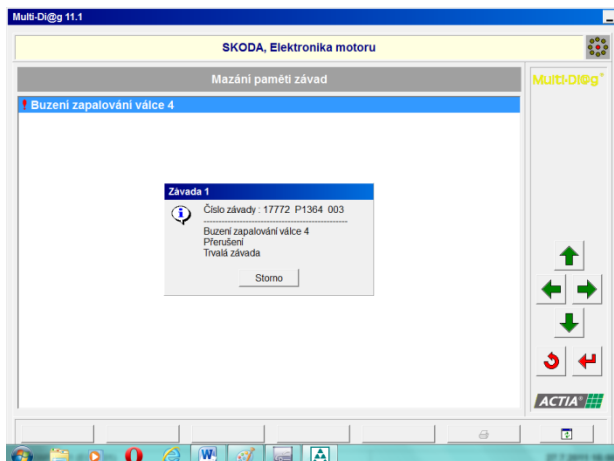 Multi-Di@g 11.1
SKODA, Elektronika motoru
Mazání paměti závad
Multi-Di@g®
! Buzení zapalování válce 4
Závada 1
Číslo závady : 17772 P1364 003
Buzení zapalování válce 4
Přerušení
Trvalá závada
Storno
ACTIA®